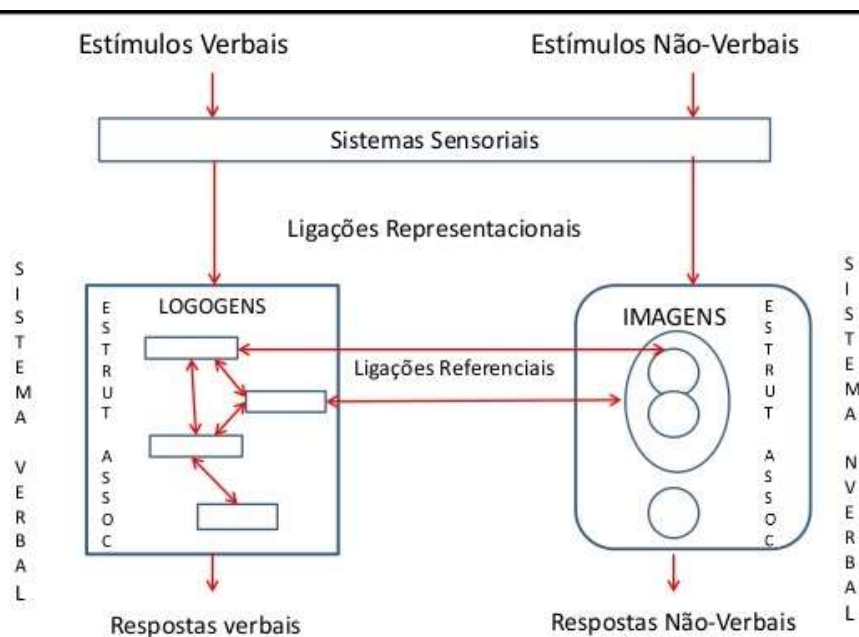 Estímulos Verbais
Estímulos Não-Verbais
Sistemas Sensoriais
Ligações Representacionais
SISTEMA VERBAL
ESTRUT ASSOC
LOGOGENS
Ligações Referenciais
IMAGENS
ESTRUT ASSOC
SISTEMA NVERBAL
Respostas verbais
Respostas Não-Verbais